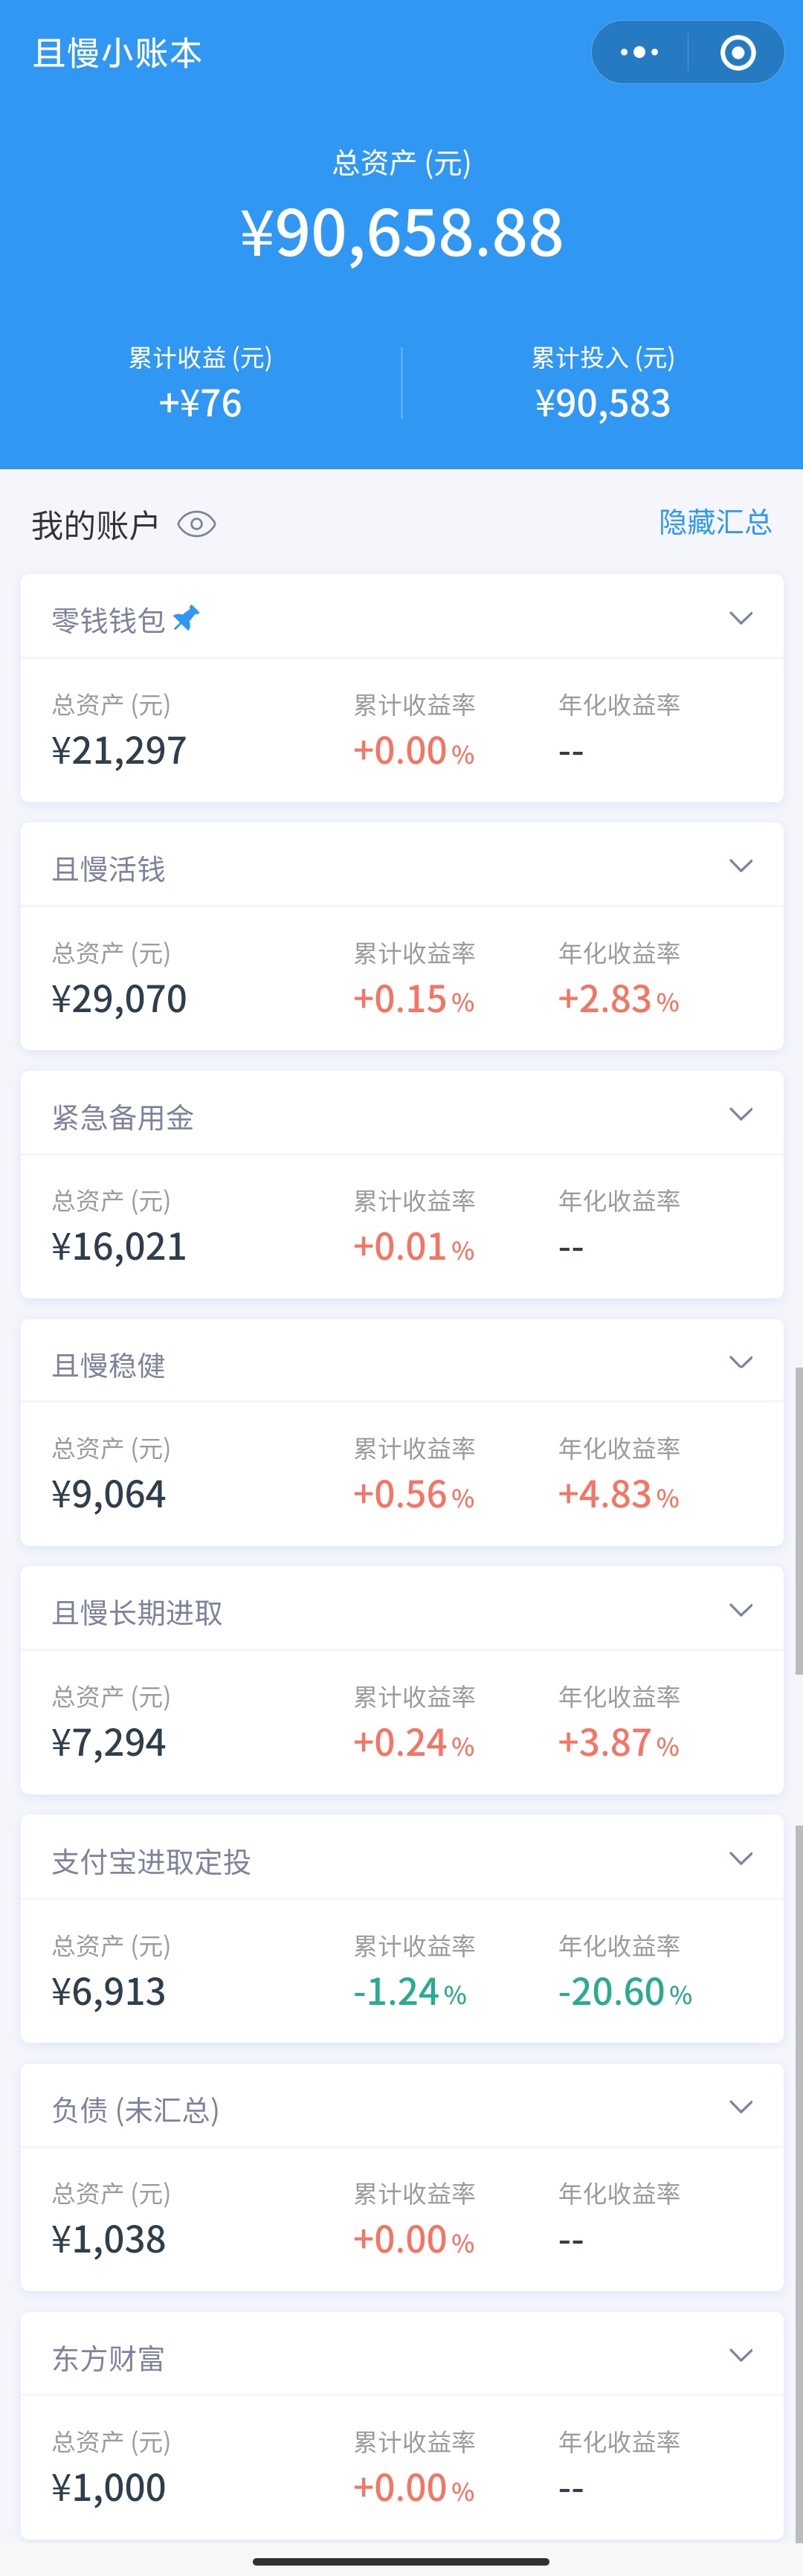 且慢小账本
总资产 (元)
¥90,658.88
累计收益 (元) 累计投入 (元)
+¥76 ¥90,583
我的账户 隐藏汇总
零钱钱包
总资产 (元) 累计收益率 年化收益率
¥21,297 +0.00% --
且慢活钱
总资产 (元) 累计收益率 年化收益率
¥29,070 +0.15% +2.83%
紧急备用金
总资产 (元) 累计收益率 年化收益率
¥16,021 +0.01% --
且慢稳健
总资产 (元) 累计收益率 年化收益率
¥9,064 +0.56% +4.83%
且慢长期进取
总资产 (元) 累计收益率 年化收益率
¥7,294 +0.24% +3.87%
支付宝进取定投
总资产 (元) 累计收益率 年化收益率
¥6,913 -1.24% -20.60%
负债 (未汇总)
总资产 (元) 累计收益率 年化收益率
¥1,038 +0.00% --
东方财富
总资产 (元) 累计收益率 年化收益率
¥1,000 +0.00% --